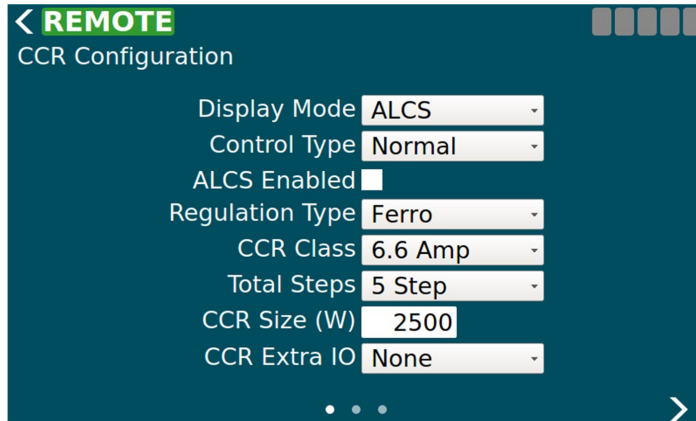 REMOTE
CCR Configuration
Display Mode ALCS
Control Type Normal
ALCS Enabled
Regulation Type Ferro
CCR Class 6.6 Amp
Total Steps 5 Step
CCR Size (W) 2500
CCR Extra IO None